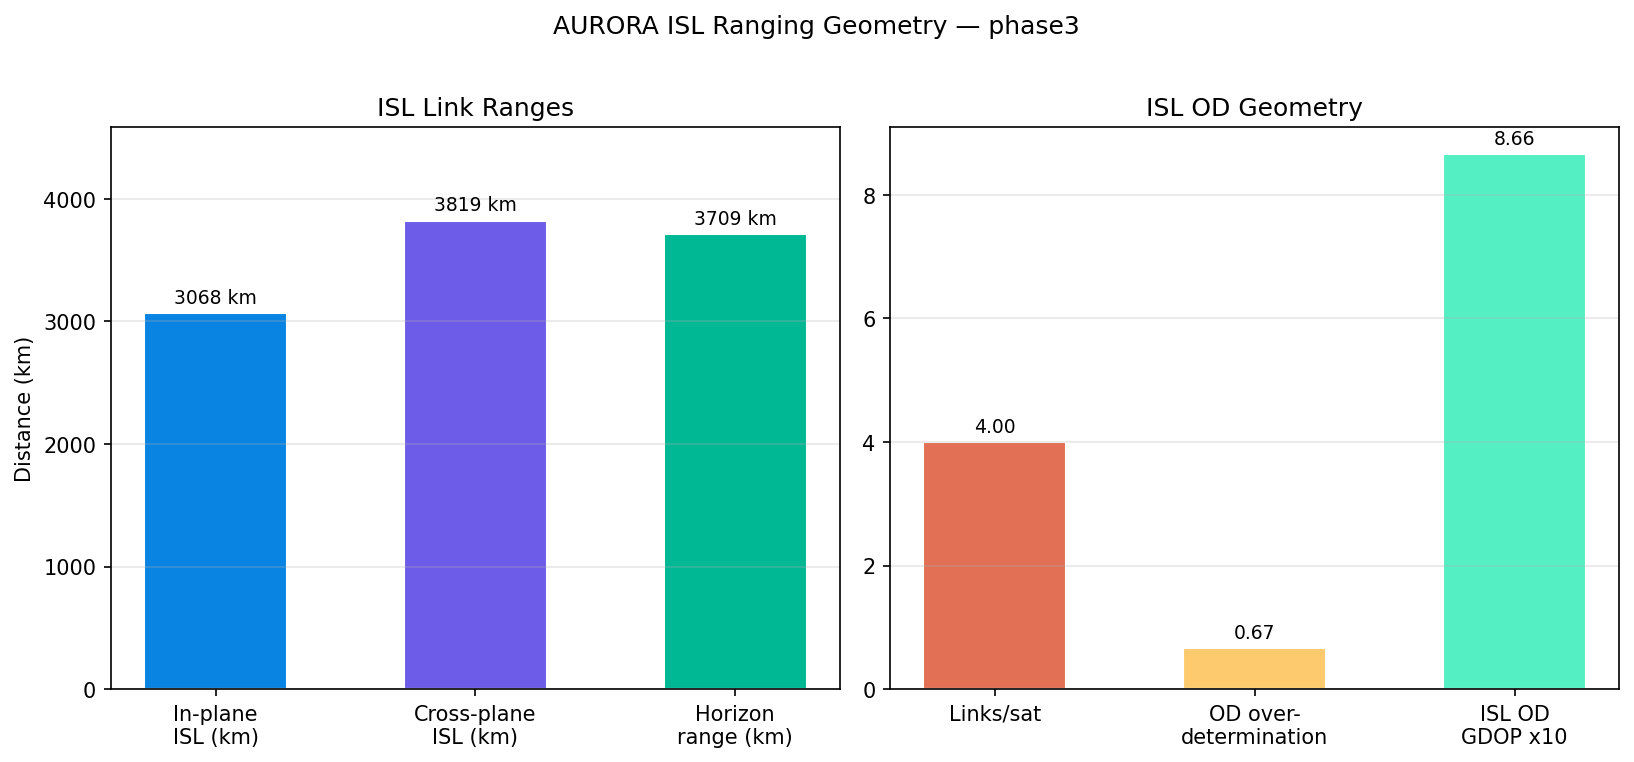 AURORA ISL Ranging Geometry — phase3
ISL Link Ranges
Distance (km)
4000
3000
2000
1000
0
3068 km
3819 km
3709 km
In-plane
ISL (km)
Cross-plane
ISL (km)
Horizon
range (km)
ISL OD Geometry
8
6
4
2
0
4.00
0.67
8.66
Links/sat
OD over-
determination
ISL OD
GDOP x10